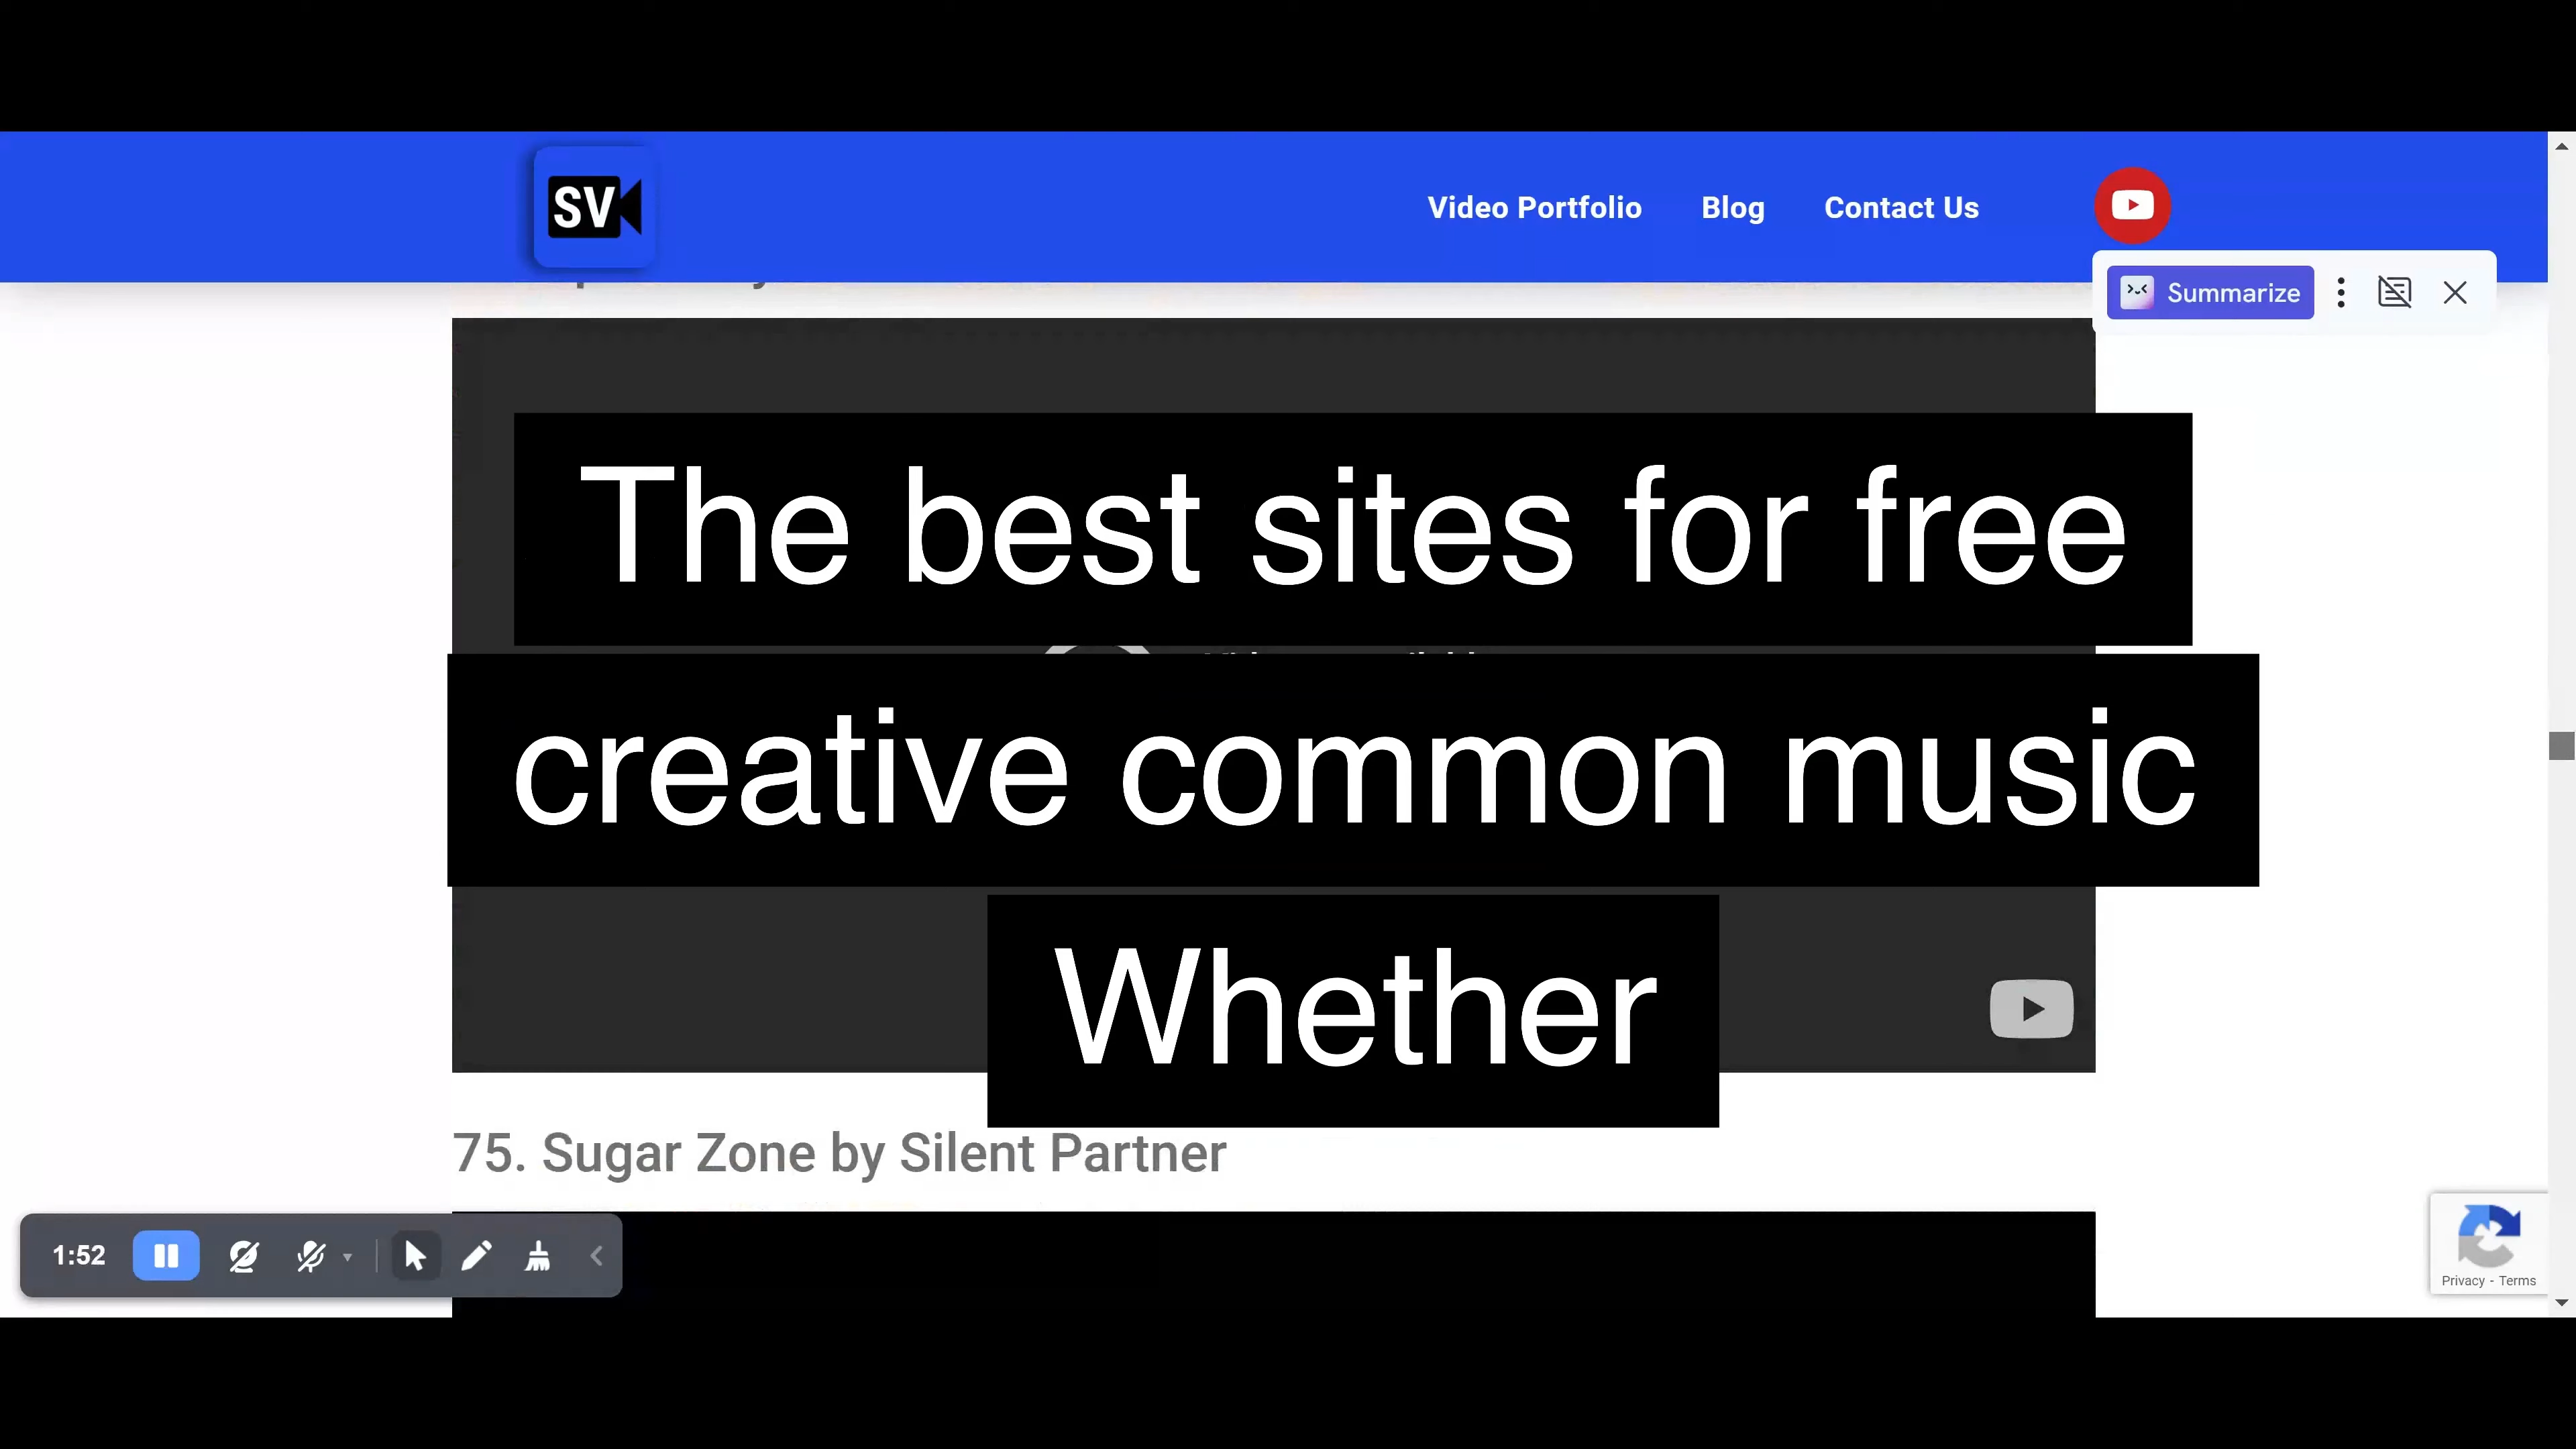 SV
Video Portfolio Blog Contact Us
Summarize
The best sites for free
creative common music
Whether
75. Sugar Zone by Silent Partner
1:52
Privacy - Terms